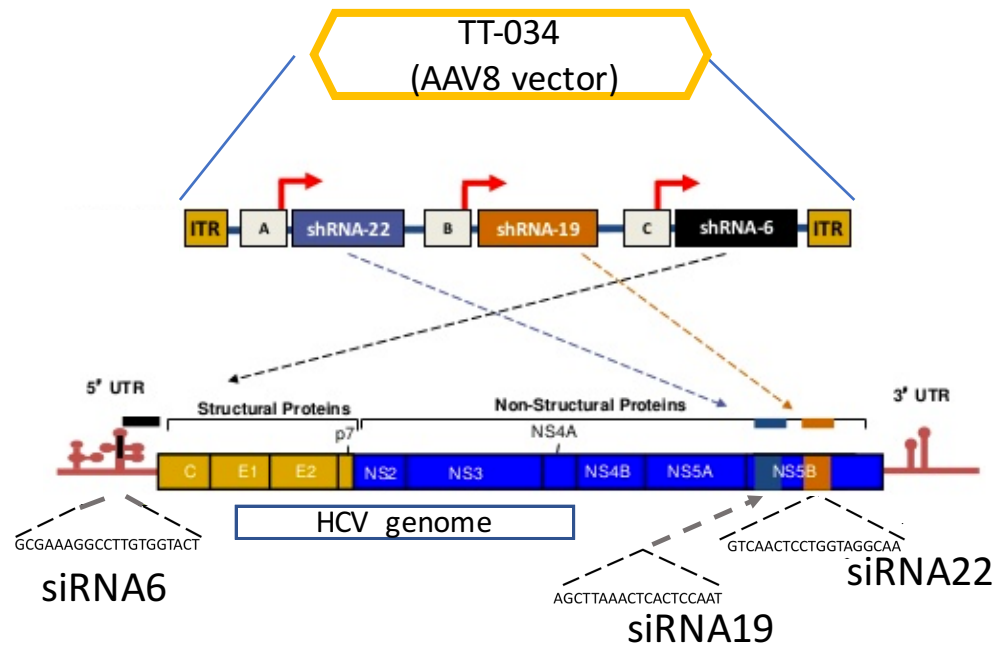 TT-034
(AAV8 vector)
ITR A shRNA-22 B shRNA-19 C shRNA-6 ITR
5' UTR
Structural Proteins
Non-Structural Proteins
3' UTR
p7
NS4A
C E1 E2 NS2 NS3 NS4B NS5A NS5B
HCV genome
GCGAAAGGCCTTGTGGTACT
siRNA6
GTCAACTCCTGGTAGGCAA
siRNA22
AGCTTAAACTCACTCCAAT
siRNA19